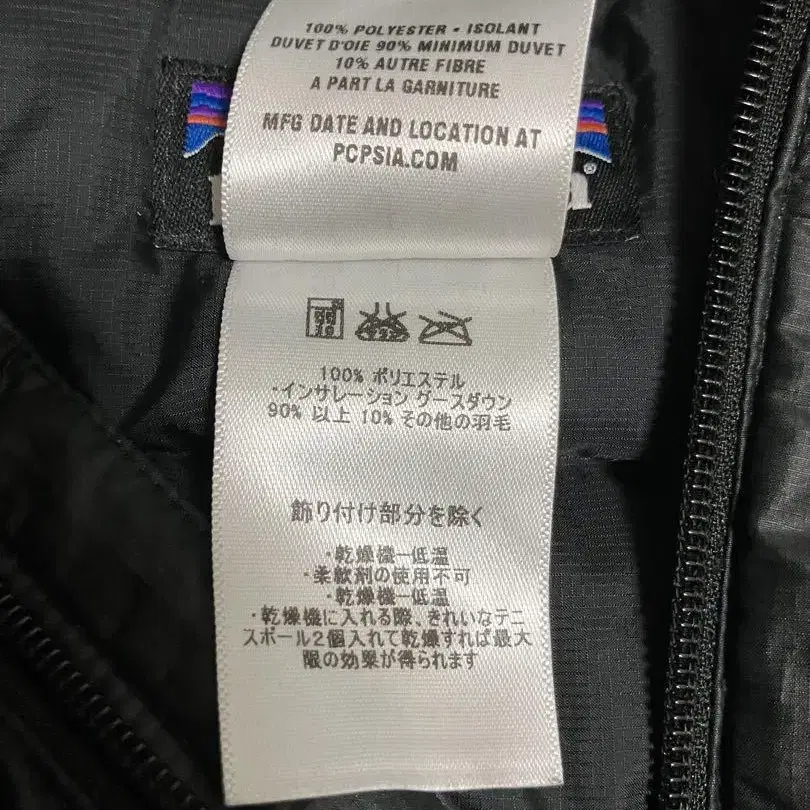 100% POLYESTER • ISOLANT
DUVET D'OIE 90% MINIMUM DUVET
10% AUTRE FIBRE
A PART LA GARNITURE
MFG DATE AND LOCATION AT
PCPSIA.COM
100% ポリエステル
・インサレーション グースダウン
90% 以上 10% その他の羽毛
飾り付け部分を除く
・乾燥機ー低温
・柔軟剤の使用不可
・乾燥機ー低温
・乾燥機に入れる際、きれいなテニ
スボール2個入れて乾燥すれば最大
限の効果が得られます